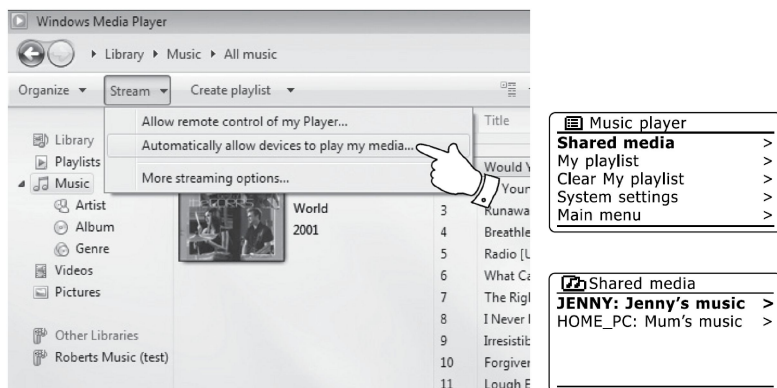 Windows Media Player
Library Music All music
Organize Stream Create playlist
Allow remote control of my Player...
Automatically allow devices to play my media...
More streaming options...
Library
Playlists
Music
Artist
Album
Genre
Videos
Pictures
Other Libraries
Roberts Music (test)
World
2001
Title
Would
Youn
3 Runawa
4 Breathle
5 Radio [U
6 What Ca
7 The Righ
8 I Never
9 Irresistib
10 Forgiven
11 Lough E
Music player
Shared media >
My playlist >
Clear My playlist >
System settings >
Main menu >
Shared media
JENNY: Jenny's music >
HOME_PC: Mum's music >